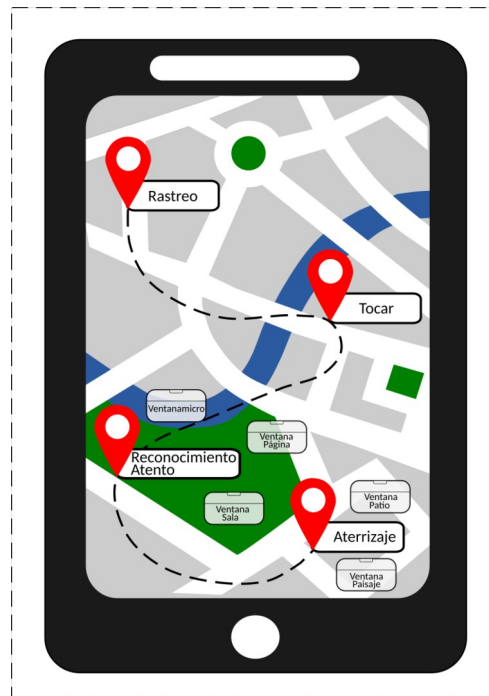 Rastreo
Tocar
Ventanamicro
Ventana
Página
Reconocimiento
Atento
Ventana
Patio
Ventana
Sala
Aterrizaje
Ventana
Paisaje